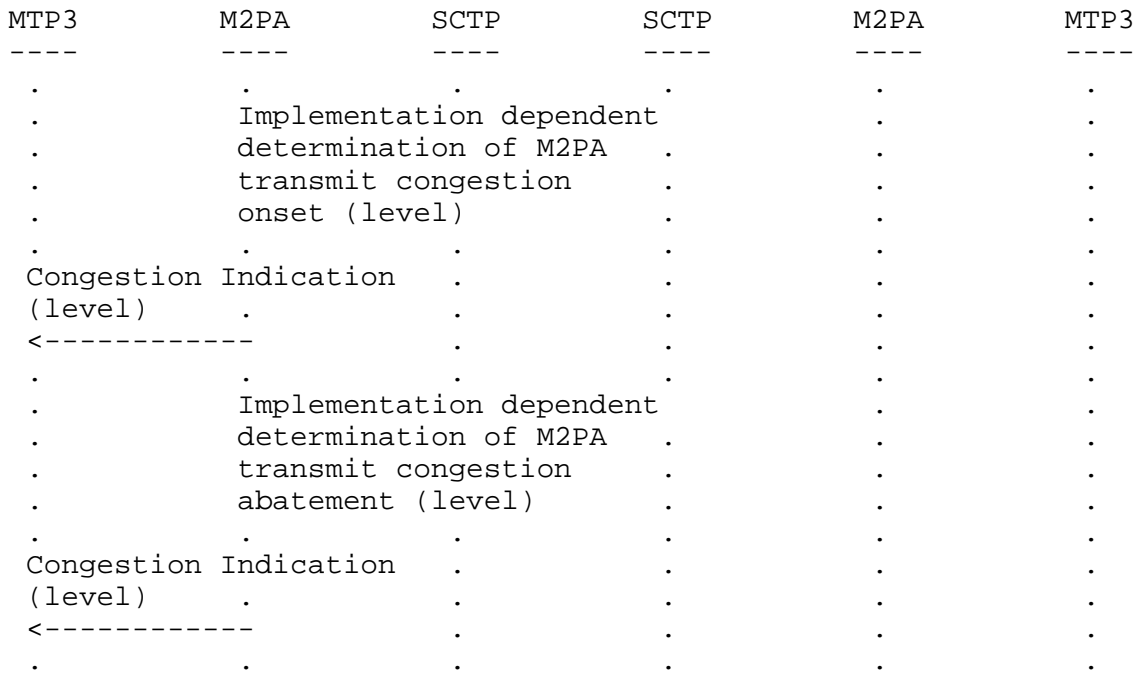 MTP3        M2PA        SCTP        SCTP        M2PA        MTP3
----        ----        ----        ----        ----        ----
 .            .           .           .           .           .
 .           Implementation dependent             .           .
 .           determination of M2PA    .           .           .
 .           transmit congestion      .           .           .
 .           onset (level)            .           .           .
 .            .           .           .           .           .
 Congestion Indication    .           .           .           .
 (level)      .           .           .           .           .
 <------------            .           .           .           .
 .            .           .           .           .           .
 .           Implementation dependent             .           .
 .           determination of M2PA    .           .           .
 .           transmit congestion      .           .           .
 .           abatement (level)        .           .           .
 .            .           .           .           .           .
 Congestion Indication    .           .           .           .
 (level)      .           .           .           .           .
 <------------            .           .           .           .
 .            .           .           .           .           .